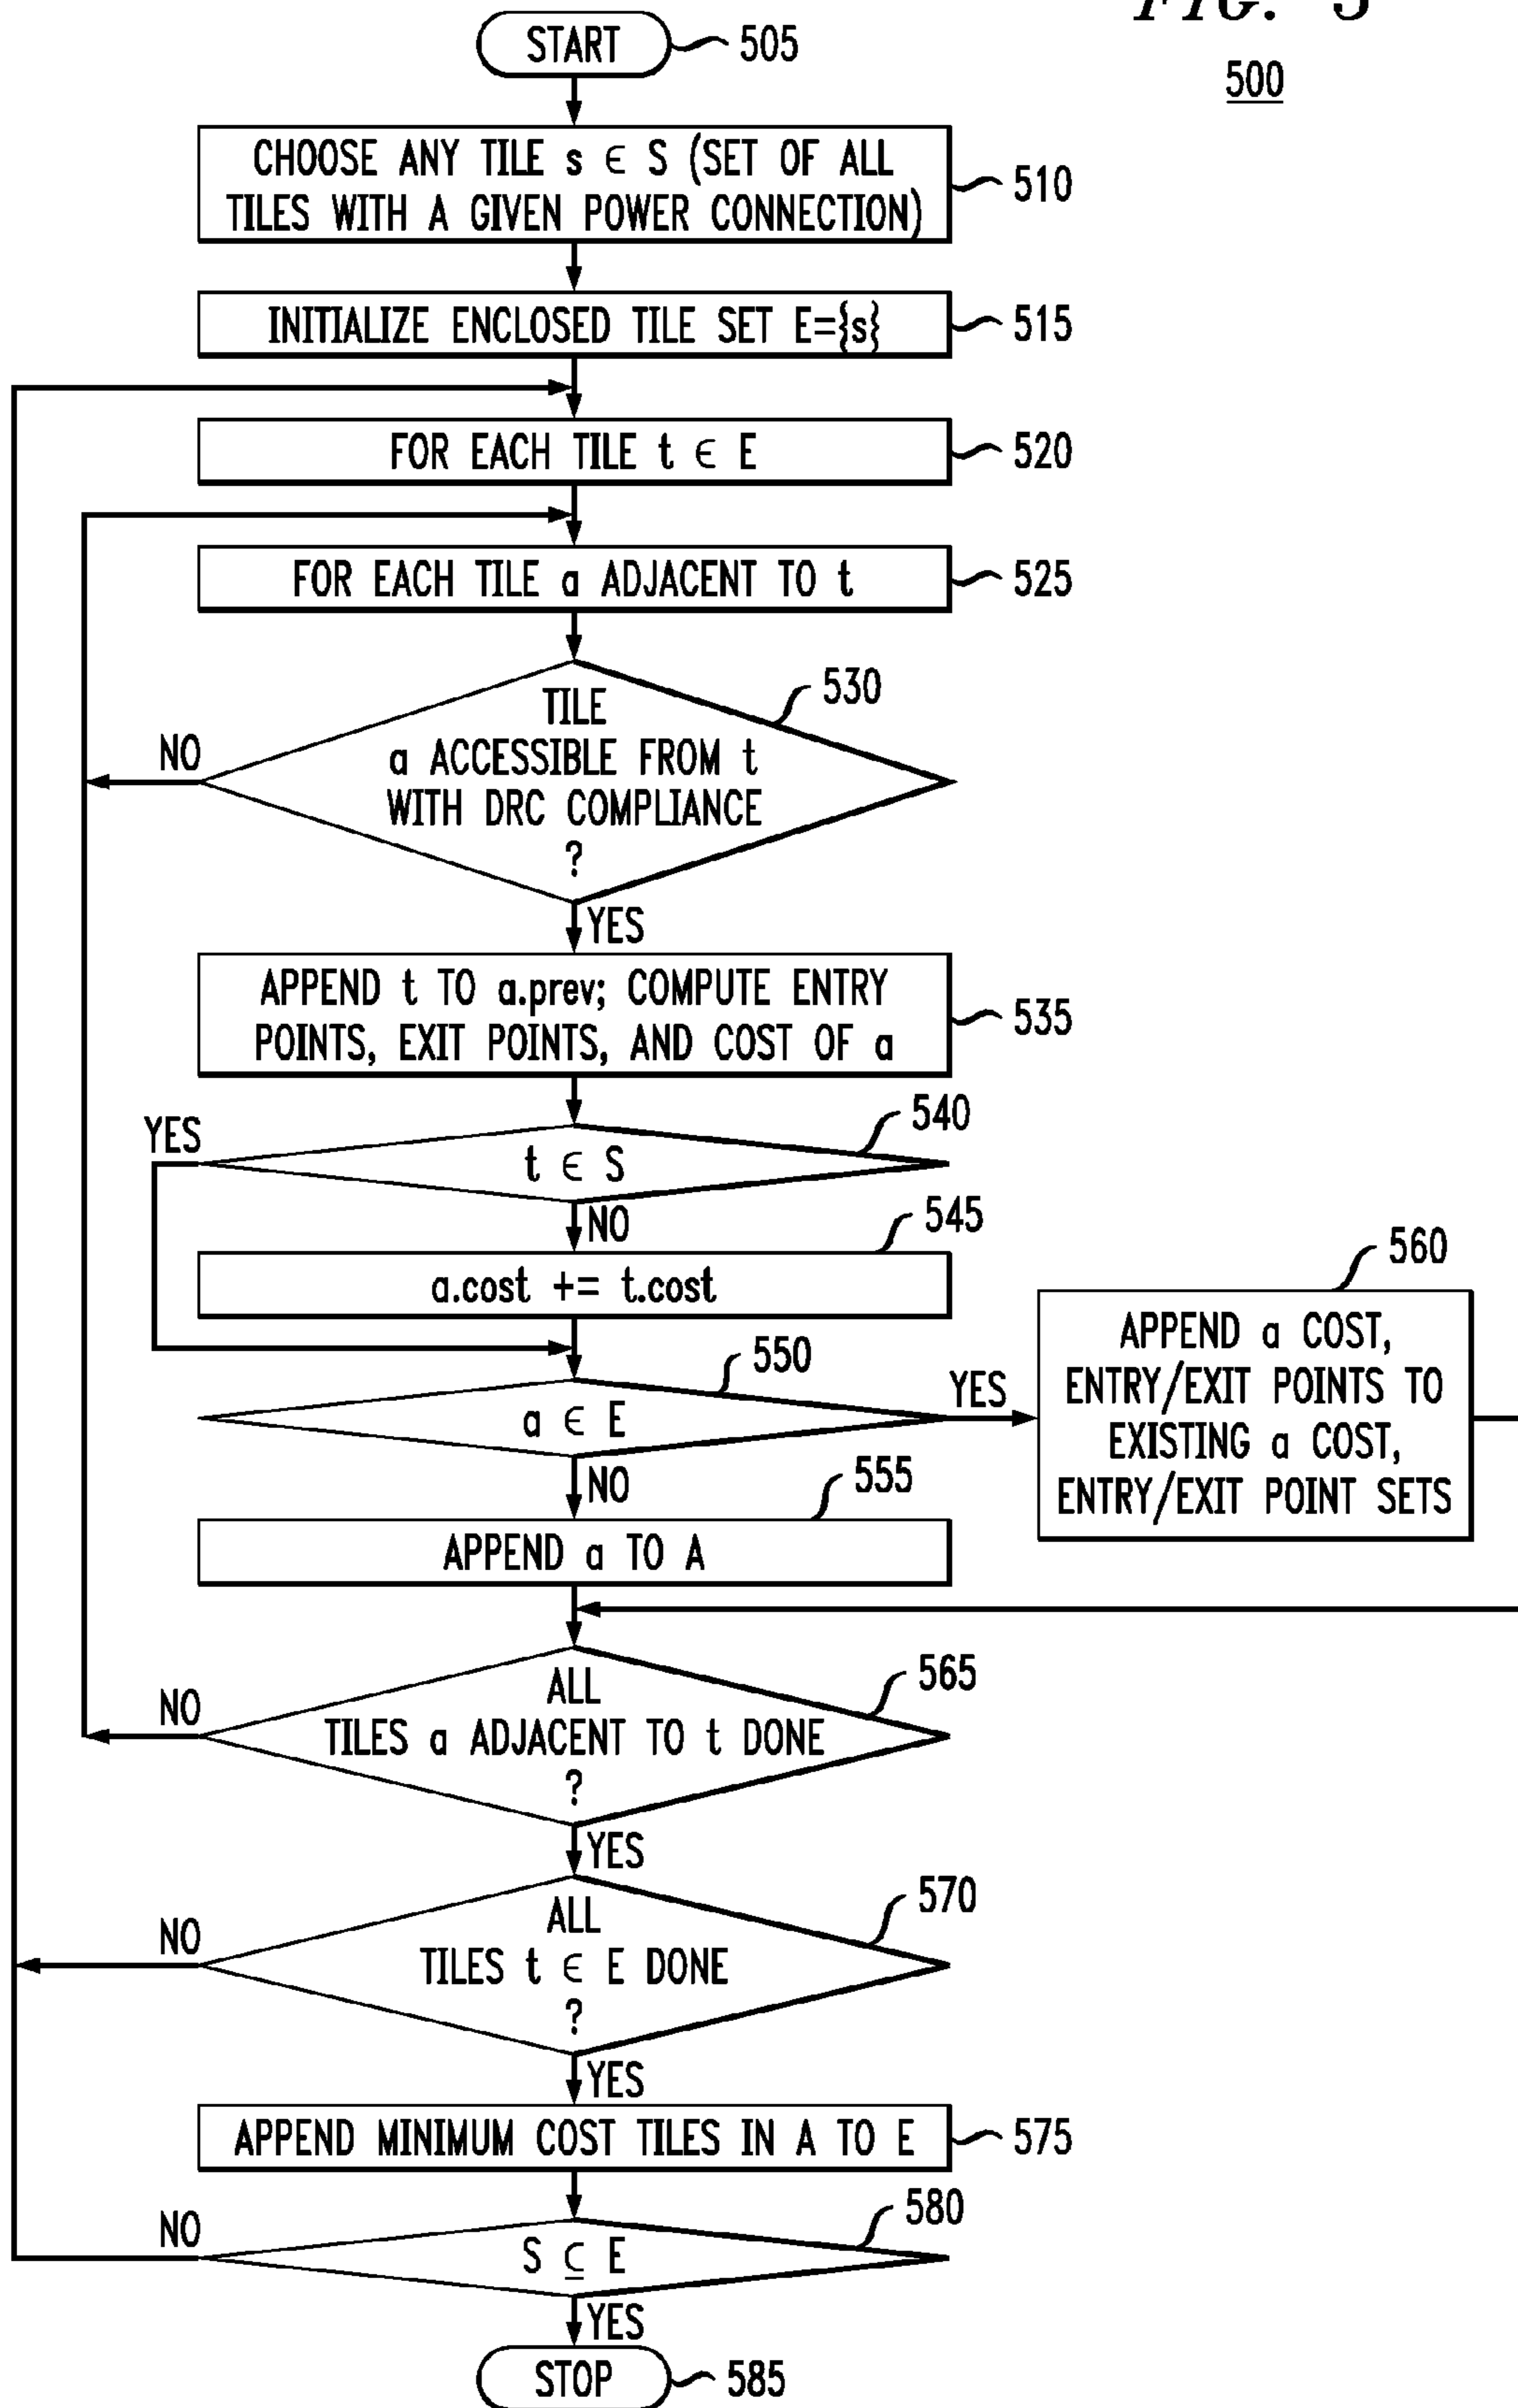 FIG. 5
500
START
505
CHOOSE ANY TILE s ∈ S (SET OF ALL
TILES WITH A GIVEN POWER CONNECTION)
510
INITIALIZE ENCLOSED TILE SET E={s}
515
FOR EACH TILE t ∈ E
520
FOR EACH TILE a ADJACENT TO t
525
530
TILE
a ACCESSIBLE FROM t
WITH DRC COMPLIANCE
?
NO
YES
APPEND t TO a.prev; COMPUTE ENTRY
POINTS, EXIT POINTS, AND COST OF a
535
540
YES
t ∈ S
NO
545
a.cost += t.cost
550
a ∈ E
YES
560
APPEND a COST,
ENTRY/EXIT POINTS TO
EXISTING a COST,
ENTRY/EXIT POINT SETS
NO
555
APPEND a TO A
565
ALL
TILES a ADJACENT TO t DONE
?
NO
YES
570
ALL
TILES t ∈ E DONE
?
NO
YES
APPEND MINIMUM COST TILES IN A TO E
575
580
NO
S ⊆ E
YES
STOP
585